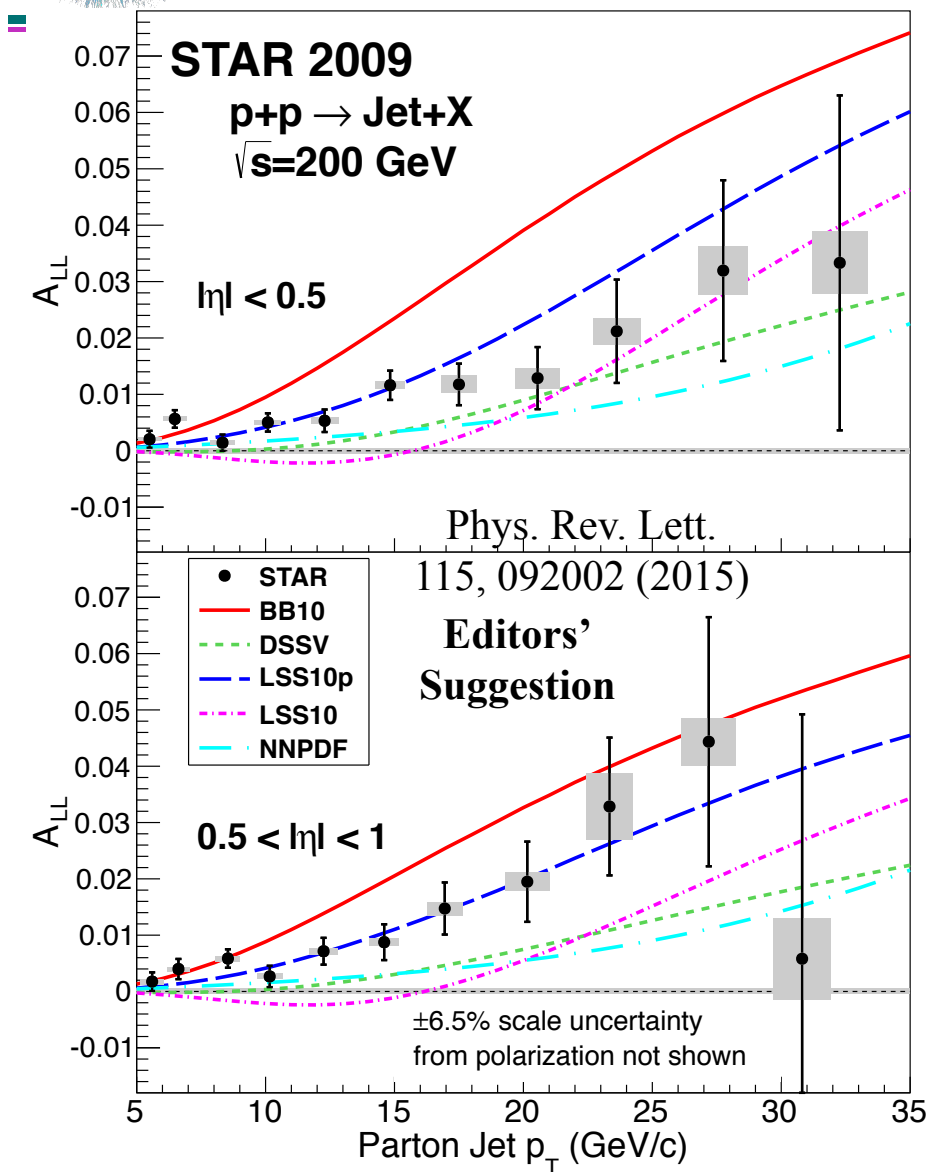 0.07
0.06
0.05
0.04
0.03
0.02
0.01
0
-0.01
A_LL
STAR 2009
p+p → Jet+X
√s=200 GeV
|η| < 0.5
Phys. Rev. Lett.
115, 092002 (2015)
Editors’
Suggestion
0.07
0.06
0.05
0.04
0.03
0.02
0.01
0
-0.01
A_LL
STAR
BB10
DSSV
LSS10p
LSS10
NNPDF
0.5 < |η| < 1
±6.5% scale uncertainty
from polarization not shown
5 10 15 20 25 30 35
Parton Jet p_T (GeV/c)